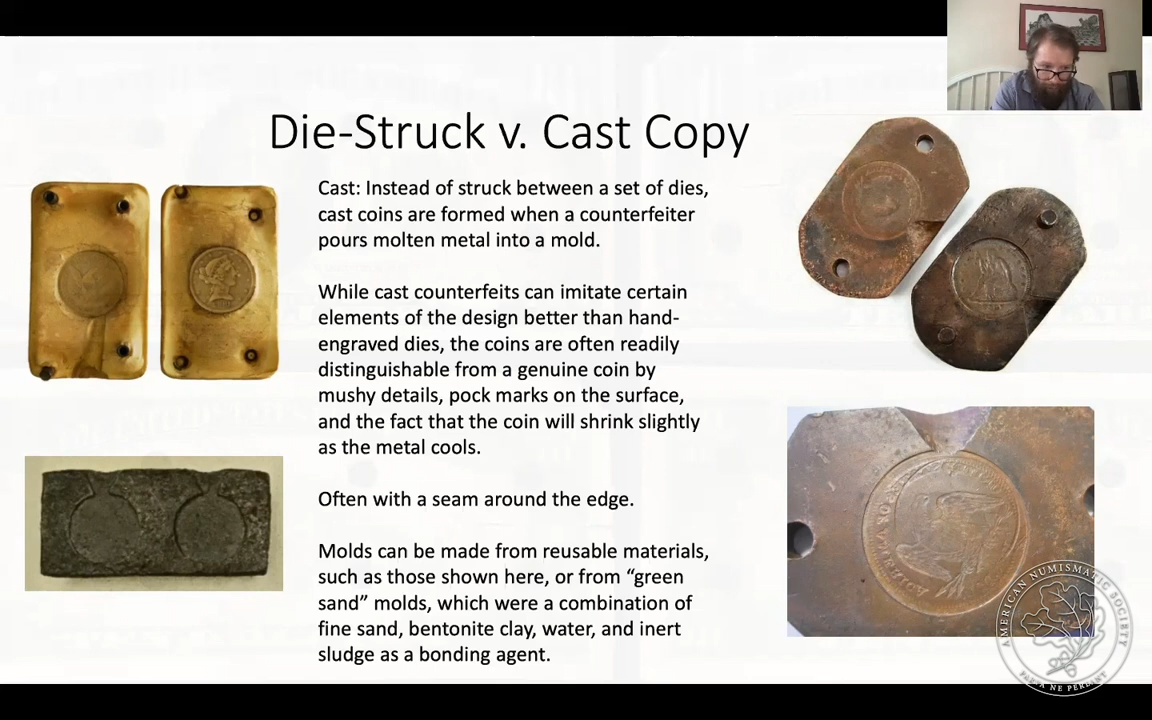 Die-Struck v. Cast Copy
Cast: Instead of struck between a set of dies,
cast coins are formed when a counterfeiter
pours molten metal into a mold.
While cast counterfeits can imitate certain
elements of the design better than hand-
engraved dies, the coins are often readily
distinguishable from a genuine coin by
mushy details, pock marks on the surface,
and the fact that the coin will shrink slightly
as the metal cools.
Often with a seam around the edge.
Molds can be made from reusable materials,
such as those shown here, or from “green
sand” molds, which were a combination of
fine sand, bentonite clay, water, and inert
sludge as a bonding agent.
AMERICAN NUMISMATIC SOCIETY
PARVA NE PEREANT